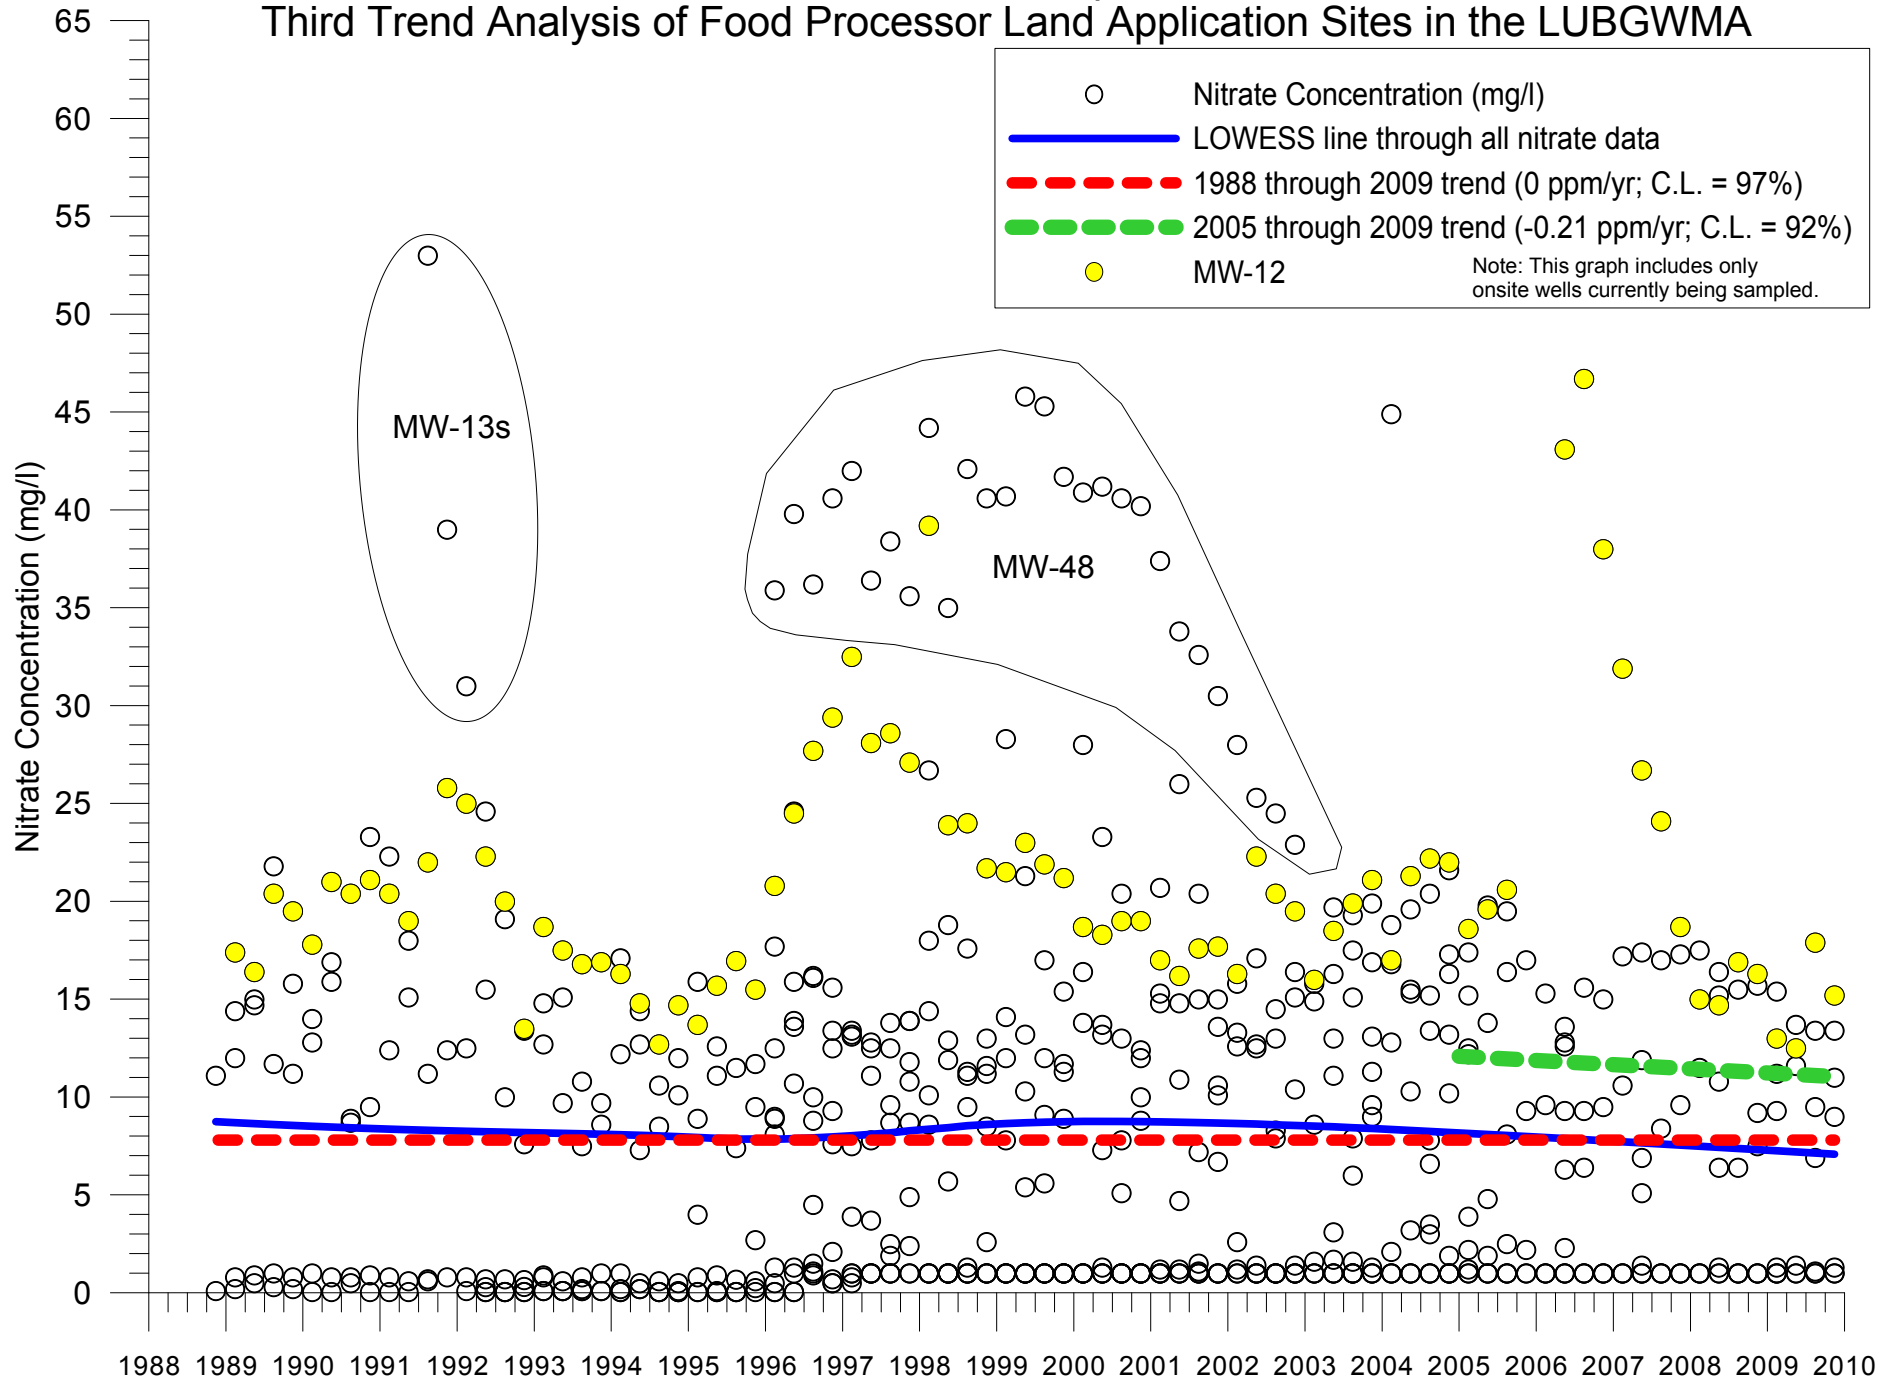 Third Trend Analysis of Food Processor Land Application Sites in the LUBGWMA
Nitrate Concentration (mg/l)
LOWESS line through all nitrate data
1988 through 2009 trend (0 ppm/yr; C.L. = 97%)
2005 through 2009 trend (-0.21 ppm/yr; C.L. = 92%)
MW-12
Note: This graph includes only
onsite wells currently being sampled.
MW-13s
MW-48
Nitrate Concentration (mg/l)
65
60
55
50
45
40
35
30
25
20
15
10
5
0
1988 1989 1990 1991 1992 1993 1994 1995 1996 1997 1998 1999 2000 2001 2002 2003 2004 2005 2006 2007 2008 2009 2010